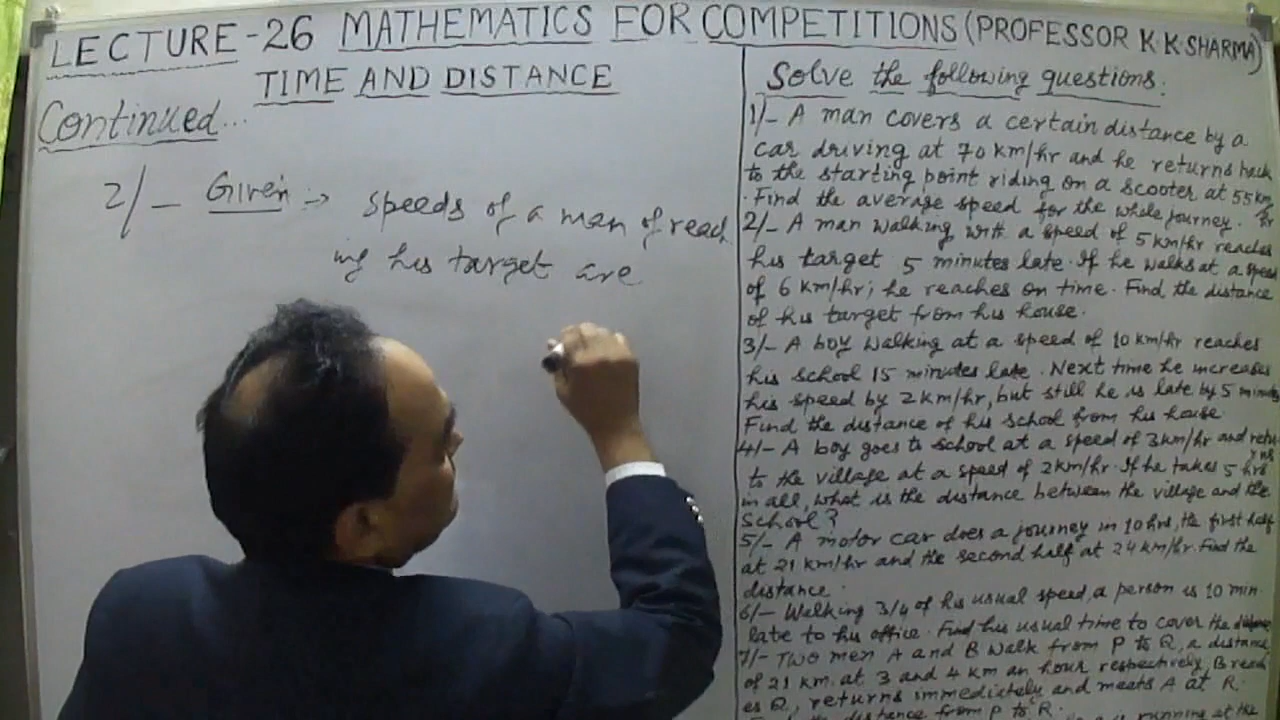 LECTURE-26 MATHEMATICS FOR COMPETITIONS (PROFESSOR K.K.SHARMA)
TIME AND DISTANCE
Continued...
2/- Given :-> speeds of a man of reach
ing his target are
Solve the following questions:
1/- A man covers a certain distance by a
car driving at 70 km/hr and he returns back
to the starting point riding on a scooter at 55 km/hr
. Find the average speed for the whole journey.
2/- A man walking with a speed of 5 km/hr reaches
his target 5 minutes late. If he walks at a speed
of 6 km/hr; he reaches on time. Find the distance
of his target from his house.
3/- A boy walking at a speed of 10 km/hr reaches
his school 15 minutes late. Next time he increases
his speed by 2 km/hr, but still he is late by 5 minutes
Find the distance of his school from his house.
4/- A boy goes to school at a speed of 3 km/hr and returns
to the village at a speed of 2 km/hr. If he takes 5 hrs
in all, what is the distance between the village and the
school?
5/- A motor car does a journey in 10 hrs, the first half
at 21 km/hr and the second half at 24 km/hr. Find the
distance.
6/- Walking 3/4 of his usual speed, a person is 10 min.
late to his office. Find his usual time to cover the distance
7/- Two men A and B walk from P to Q, a distance
of 21 km. at 3 and 4 km an hour respectively, B reach
es Q, returns immediately and meets A at R.
distance from P to R.
running at the